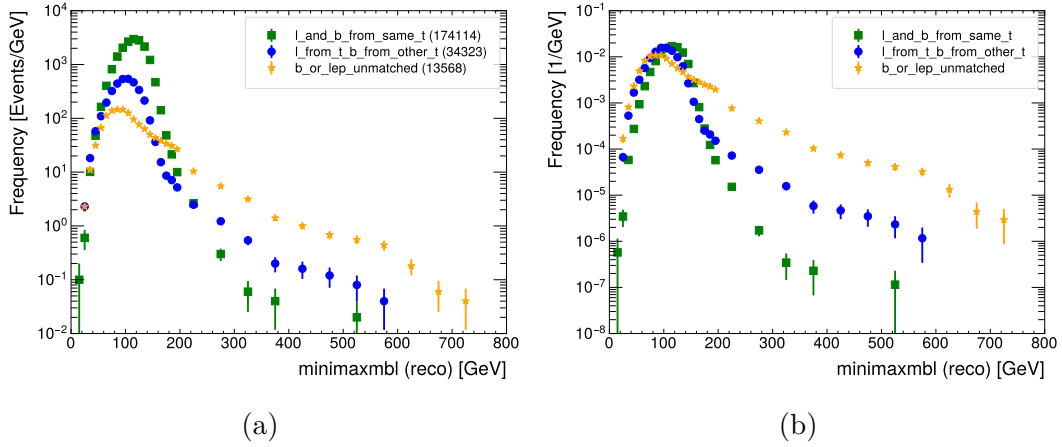 l_and_b_from_same_t (174114)
l_from_t_b_from_other_t (34323)
b_or_lep_unmatched (13568)
Frequency [Events/GeV]
10^4
10^3
10^2
10^1
10^0
10^-1
10^-2
0 100 200 300 400 500 600 700 800
minimaxmbl (reco) [GeV]
(a)
l_and_b_from_same_t
l_from_t_b_from_other_t
b_or_lep_unmatched
Frequency [1/GeV]
10^-1
10^-2
10^-3
10^-4
10^-5
10^-6
10^-7
10^-8
0 100 200 300 400 500 600 700 800
minimaxmbl (reco) [GeV]
(b)